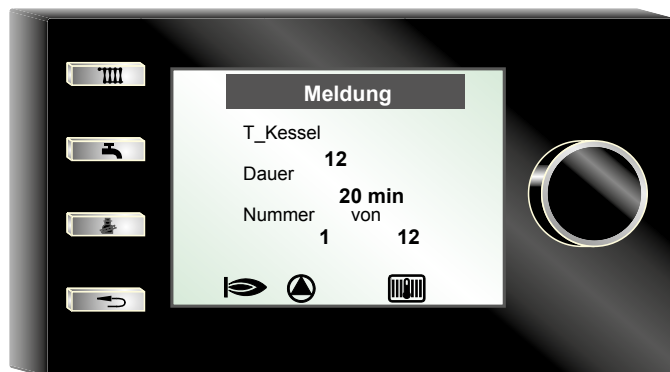 Meldung
T_Kessel
12
Dauer
20 min
Nummer von
1 12